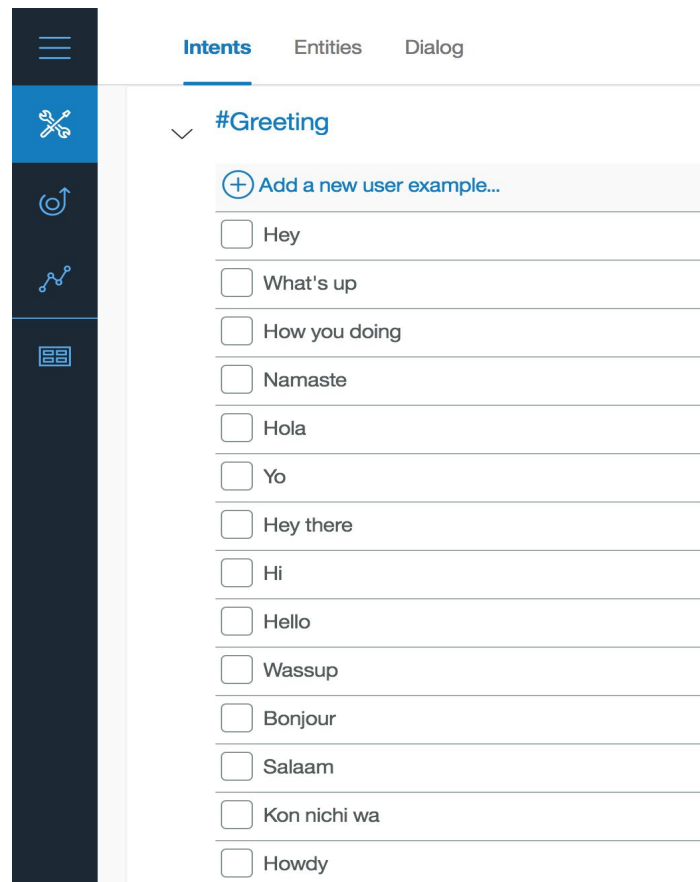 Intents Entities Dialog
#Greeting
Add a new user example...
Hey
What's up
How you doing
Namaste
Hola
Yo
Hey there
Hi
Hello
Wassup
Bonjour
Salaam
Kon nichi wa
Howdy